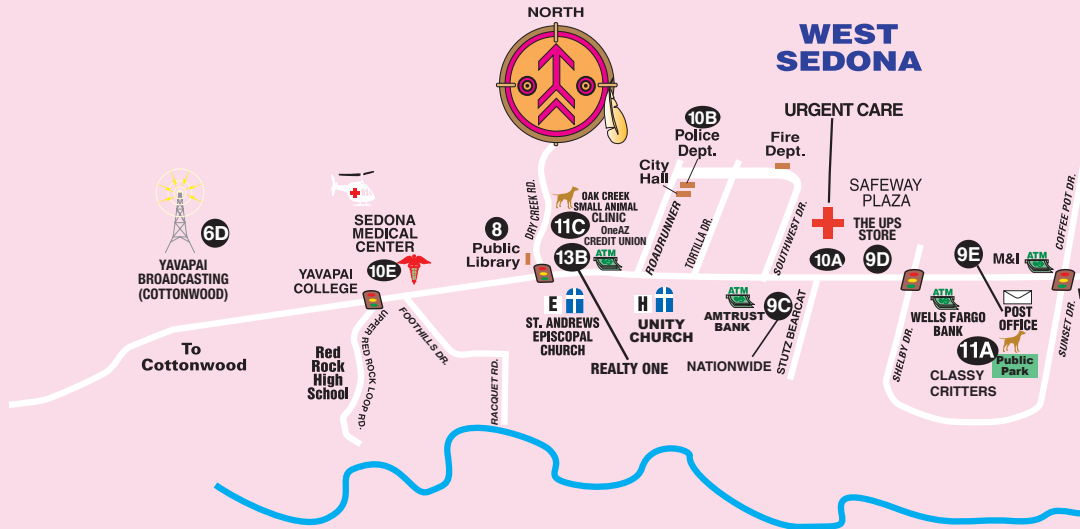 NORTH
WEST
SEDONA
URGENT CARE
10B
Police
Dept.
Fire
Dept.
City
Hall
SAFEWAY
PLAZA
THE UPS
STORE
6D
YAVAPAI
BROADCASTING
(COTTONWOOD)
SEDONA
MEDICAL
CENTER
10E
YAVAPAI
COLLEGE
8
Public
Library
DRY CREEK RD.
OAK CREEK
SMALL ANIMAL
CLINIC
11C
OneAZ
CREDIT UNION
13B
ATM
ROADRUNNER
TORTILLA DR.
SOUTHWEST DR.
10A
9D
9E
M&I
ATM
COFFEE POT DR.
To
Cottonwood
UPPER RED ROCK LOOP RD.
FOOTHILLS DR.
Red
Rock
High
School
RACQUET RD.
E
ST. ANDREWS
EPISCOPAL
CHURCH
H
UNITY
CHURCH
REALTY ONE
ATM
AMTRUST
BANK
9C
NATIONWIDE
STUTZ BEARCAT
SHELBY DR.
ATM
WELLS FARGO
BANK
POST
OFFICE
11A
Public
Park
CLASSY
CRITTERS
SUNSET DR.